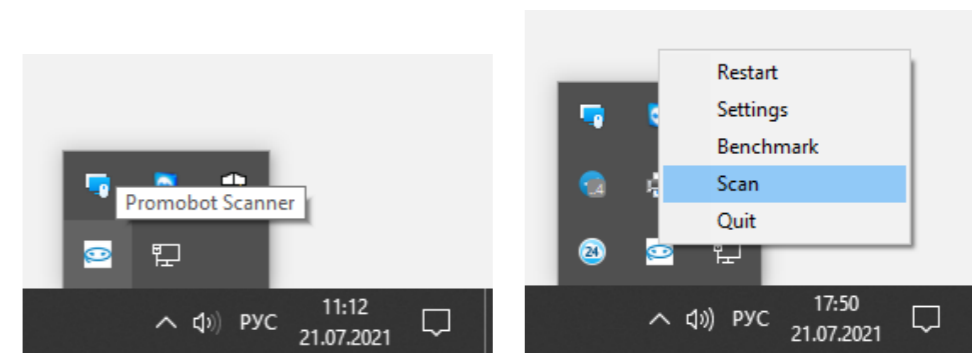 Promobot Scanner
РУС
11:12
21.07.2021
Restart
Settings
Benchmark
Scan
Quit
24
РУС
17:50
21.07.2021